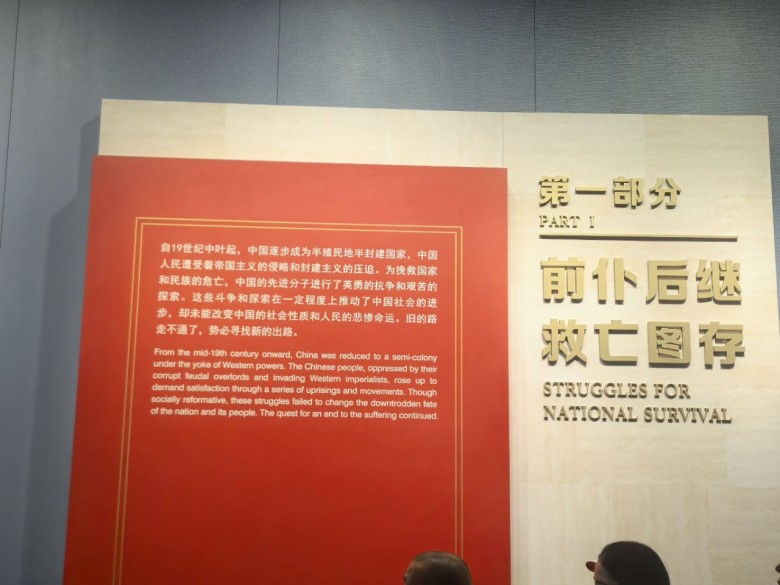 第一部分
PART 1
前仆后继
救亡图存
STRUGGLES FOR
NATIONAL SURVIVAL
自19世纪中叶起，中国逐步成为半殖民地半封建国家，中国
人民遭受着帝国主义的侵略和封建主义的压迫。为挽救国家
和民族的危亡，中国的先进分子进行了英勇的抗争和艰苦的
探索。这些斗争和探索在一定程度上推动了中国社会的进
步，却未能改变中国的社会性质和人民的悲惨命运。旧的路
走不通了，势必寻找新的出路。
From the mid-19th century onward, China was reduced to a semi-colony
under the yoke of Western powers. The Chinese people, oppressed by their
corrupt feudal overlords and invading Western imperialists, rose up to
demand satisfaction through a series of uprisings and movements. Though
socially reformative, these struggles failed to change the downtrodden fate
of the nation and its people. The quest for an end to the suffering continued.